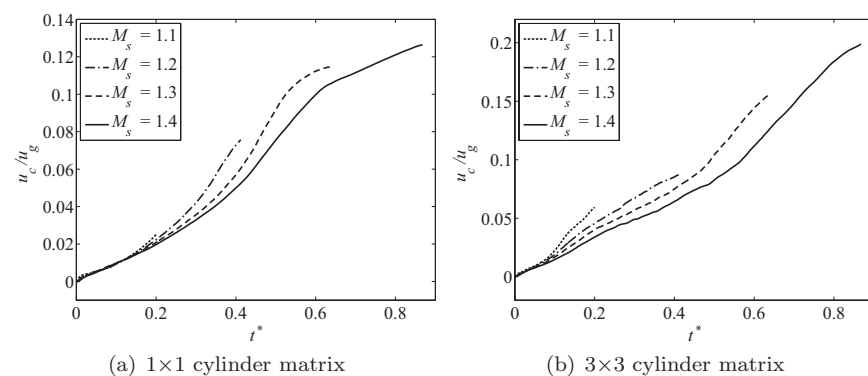 0.14
0.12
0.1
0.08
0.06
0.04
0.02
0
u_c/u_g
M_s = 1.1
M_s = 1.2
M_s = 1.3
M_s = 1.4
0 0.2 0.4 0.6 0.8
t*
(a) 1×1 cylinder matrix
0.2
0.15
0.1
0.05
0
u_c/u_g
M_s = 1.1
M_s = 1.2
M_s = 1.3
M_s = 1.4
0 0.2 0.4 0.6 0.8
t*
(b) 3×3 cylinder matrix